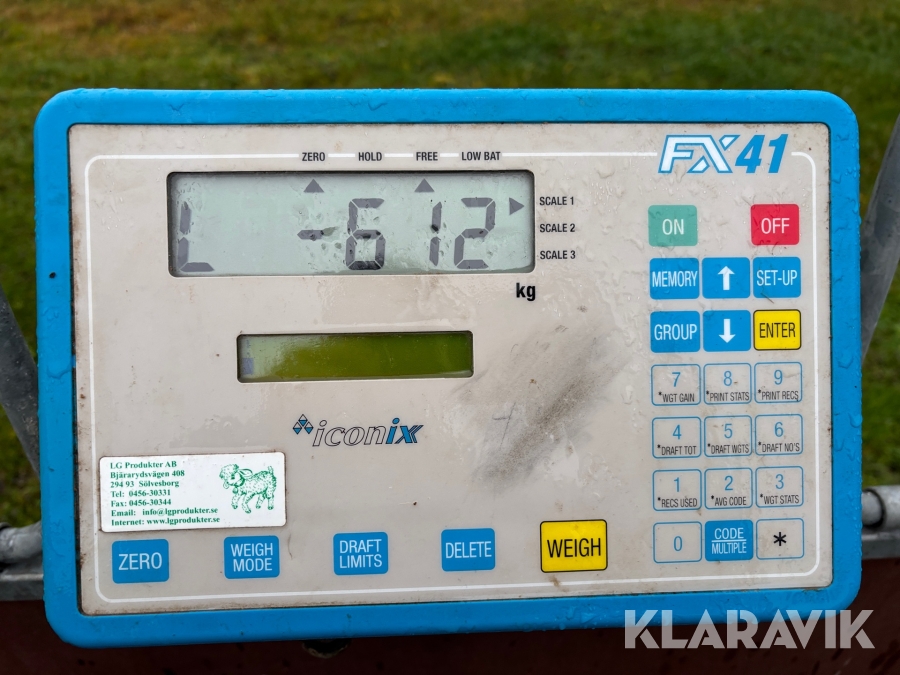 FX41
ZERO HOLD FREE LOW BAT
L -612
SCALE 1
SCALE 2
SCALE 3
kg
ON OFF
MEMORY SET-UP
GROUP ENTER
7 8 9
*WGT GAIN *PRINT STATS *PRINT RECS
4 5 6
*DRAFT TOT *DRAFT WGTS *DRAFT NO'S
1 2 3
*RECS USED *AVG CODE *WGT STATS
0 CODE MULTIPLE *
iconix
LG Produkter AB
Bjärarydsvägen 408
294 93 Sölvesborg
Tel: 0456-30331
Fax: 0456-30344
Email: info@lgprodukter.se
Internet: www.lgprodukter.se
ZERO
WEIGH
MODE
DRAFT
LIMITS
DELETE
WEIGH
KLARAVIK